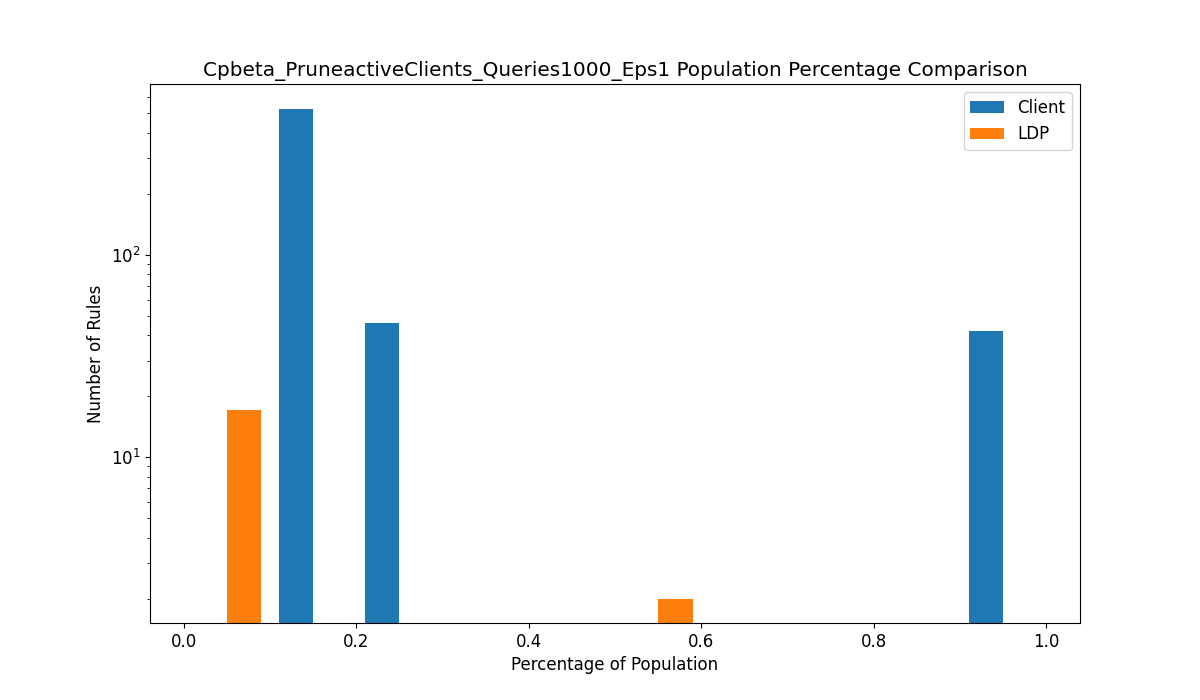 Cpbeta_PruneactiveClients_Queries1000_Eps1 Population Percentage Comparison
Client
LDP
10²
10¹
Number of Rules
0.0 0.2 0.4 0.6 0.8 1.0
Percentage of Population